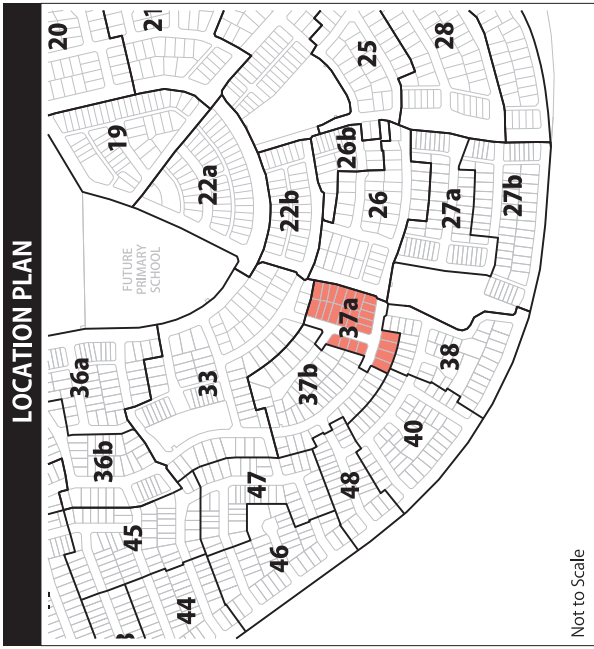 LOCATION PLAN
20
21
19
22a
22b
25
28
26b
26
27a
27b
FUTURE
PRIMARY
SCHOOL
36a
33
37a
37b
38
36b
40
47
48
45
46
44
Not to Scale